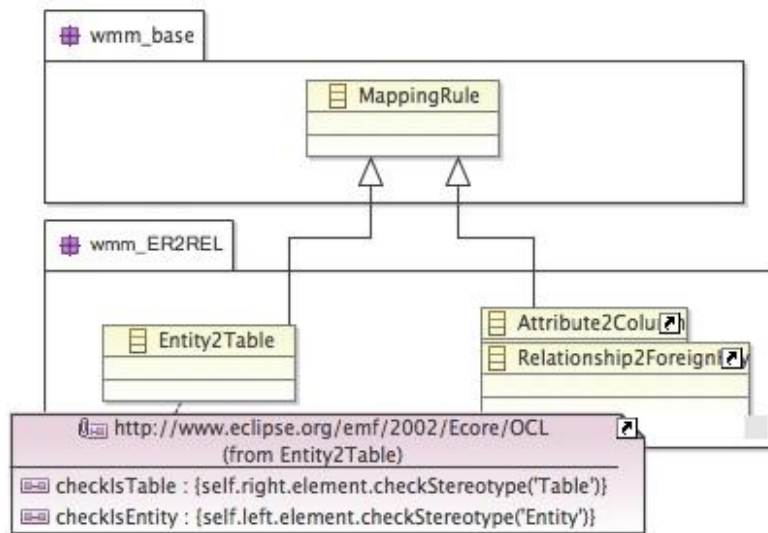 wmm_base
MappingRule
wmm_ER2REL
Entity2Table
Attribute2Colu
Relationship2Foreign
http://www.eclipse.org/emf/2002/Ecore/OCL
(from Entity2Table)
checkIsTable : {self.right.element.checkStereotype('Table')}
checkIsEntity : {self.left.element.checkStereotype('Entity')}